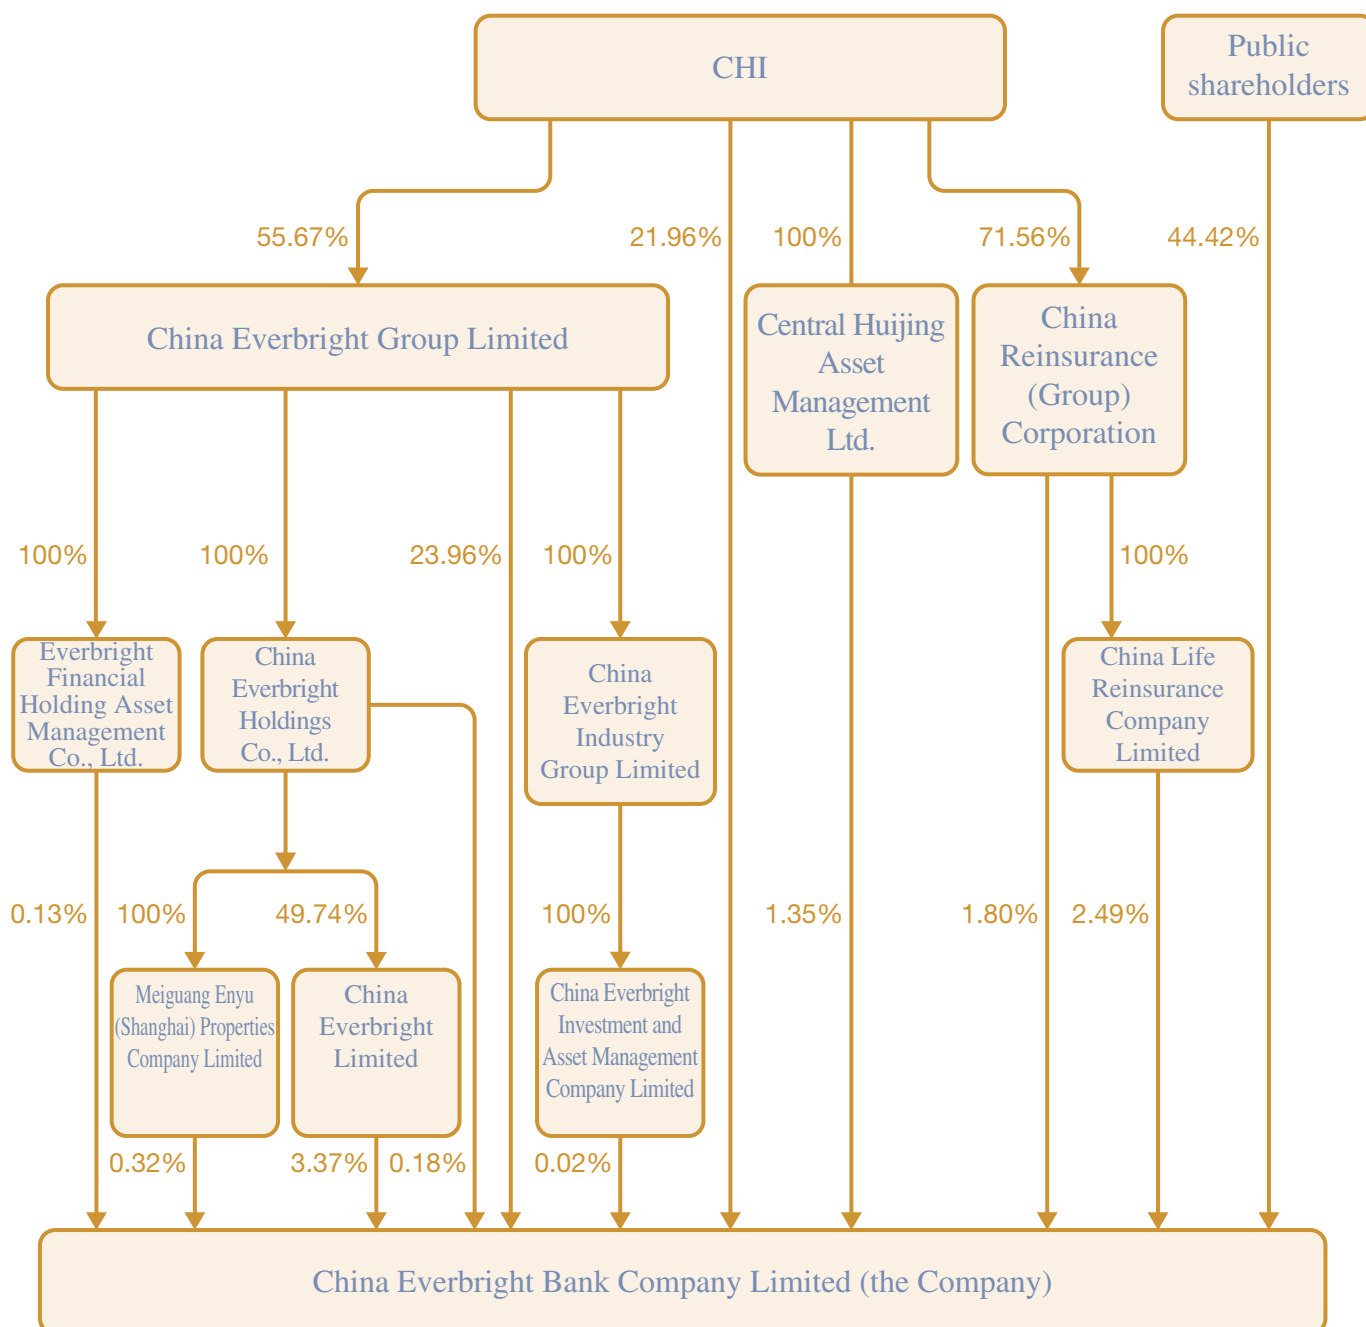 CHI
Public
shareholders
55.67%
21.96%
100%
71.56%
44.42%
China Everbright Group Limited
Central Huijing
Asset
Management
Ltd.
China
Reinsurance
(Group)
Corporation
100%
100%
23.96%
100%
100%
Everbright
Financial
Holding Asset
Management
Co., Ltd.
China
Everbright
Holdings
Co., Ltd.
China
Everbright
Industry
Group Limited
China Life
Reinsurance
Company
Limited
0.13%
100%
49.74%
100%
1.35%
1.80%
2.49%
Meiguang Enyu
(Shanghai) Properties
Company Limited
China
Everbright
Limited
China Everbright
Investment and
Asset Management
Company Limited
0.32%
3.37%
0.18%
0.02%
China Everbright Bank Company Limited (the Company)